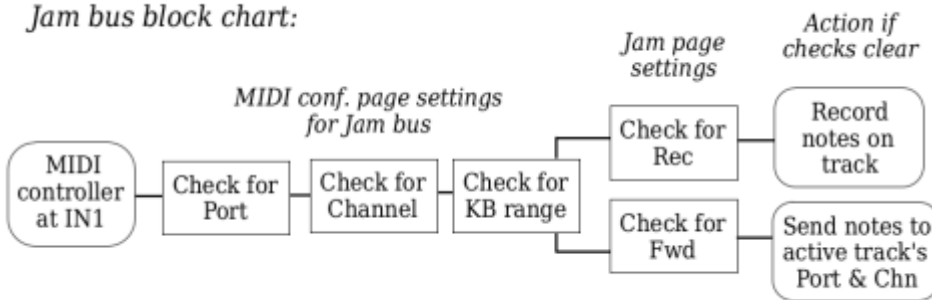 Jam bus block chart:
Action if
checks clear
Jam page
settings
MIDI conf. page settings
for Jam bus
MIDI
controller
at IN1
Check for
Port
Check for
Channel
Check for
KB range
Check for
Rec
Record
notes on
track
Check for
Fwd
Send notes to
active track's
Port & Chn